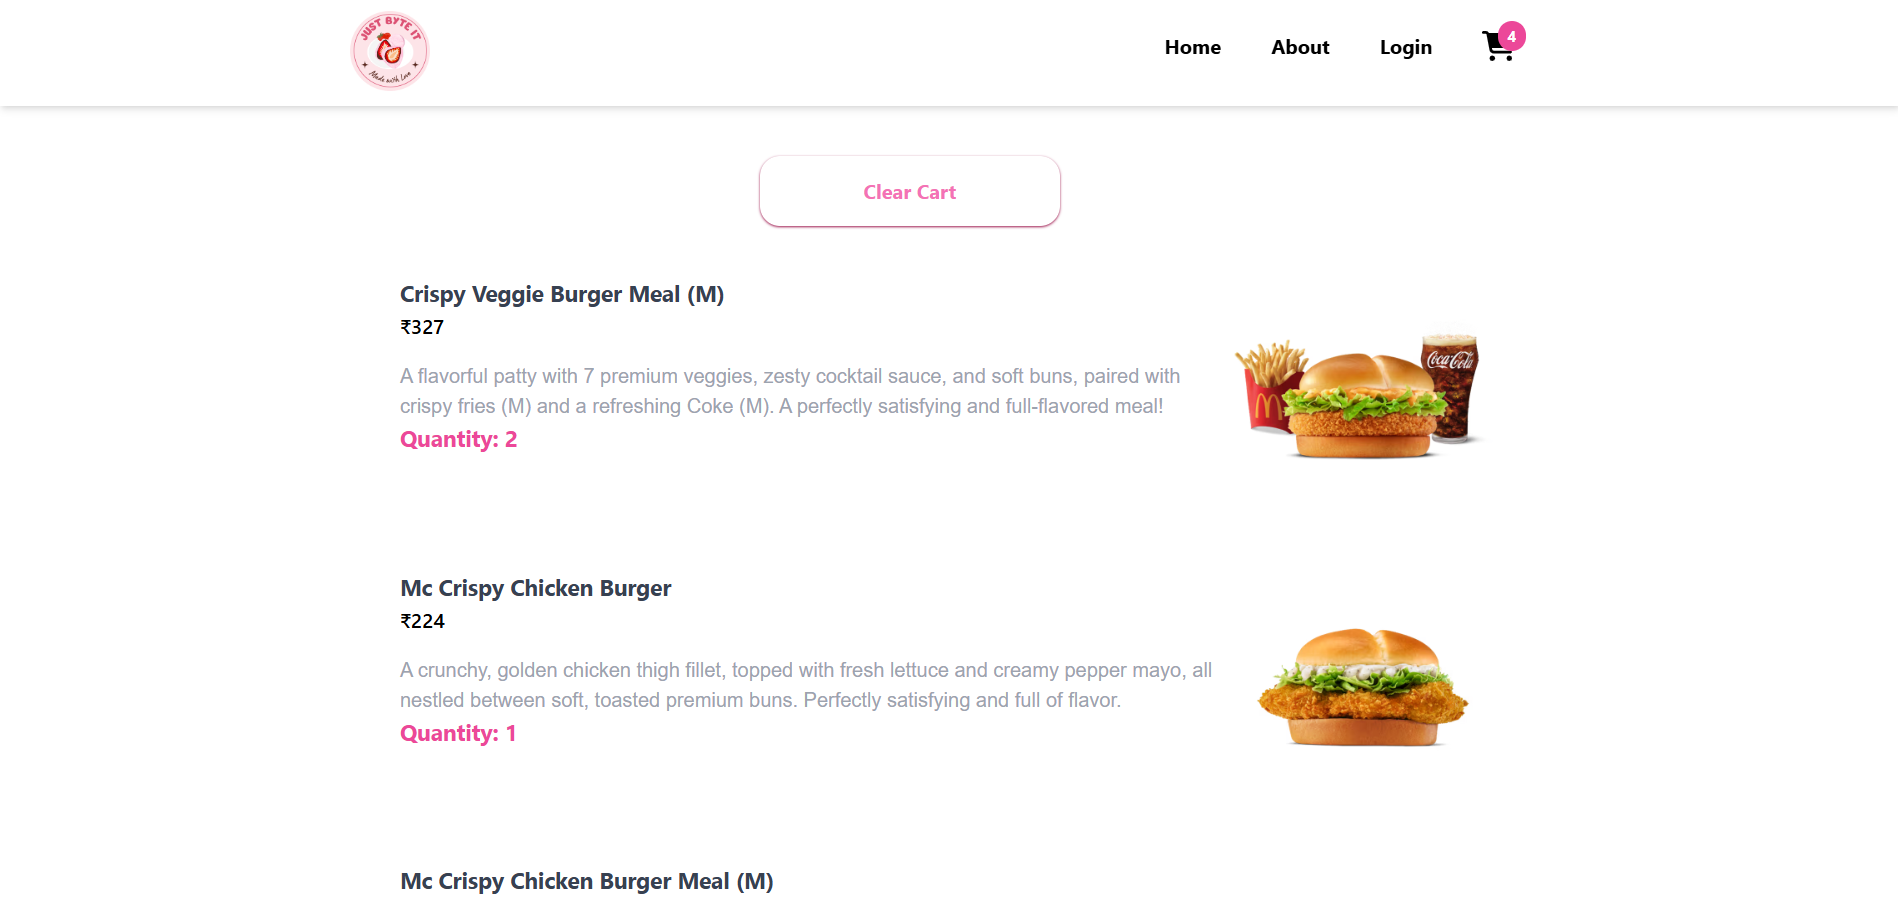 JUST BYTE IT
Made with Love
Home
About
Login
4
Clear Cart
Crispy Veggie Burger Meal (M)
₹327
A flavorful patty with 7 premium veggies, zesty cocktail sauce, and soft buns, paired with
crispy fries (M) and a refreshing Coke (M). A perfectly satisfying and full-flavored meal!
Quantity: 2
Coca-Cola
Mc Crispy Chicken Burger
₹224
A crunchy, golden chicken thigh fillet, topped with fresh lettuce and creamy pepper mayo, all
nestled between soft, toasted premium buns. Perfectly satisfying and full of flavor.
Quantity: 1
Mc Crispy Chicken Burger Meal (M)